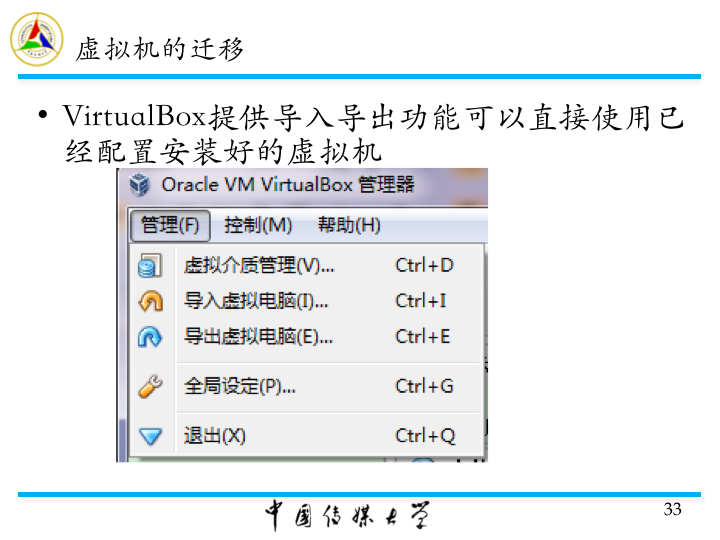 虚拟机的迁移
• VirtualBox提供导入导出功能可以直接使用已
经配置安装好的虚拟机
Oracle VM VirtualBox 管理器
管理(F) 控制(M) 帮助(H)
虚拟介质管理(V)... Ctrl+D
导入虚拟电脑(I)... Ctrl+I
导出虚拟电脑(E)... Ctrl+E
全局设定(P)... Ctrl+G
退出(X) Ctrl+Q
中国传媒大学
33